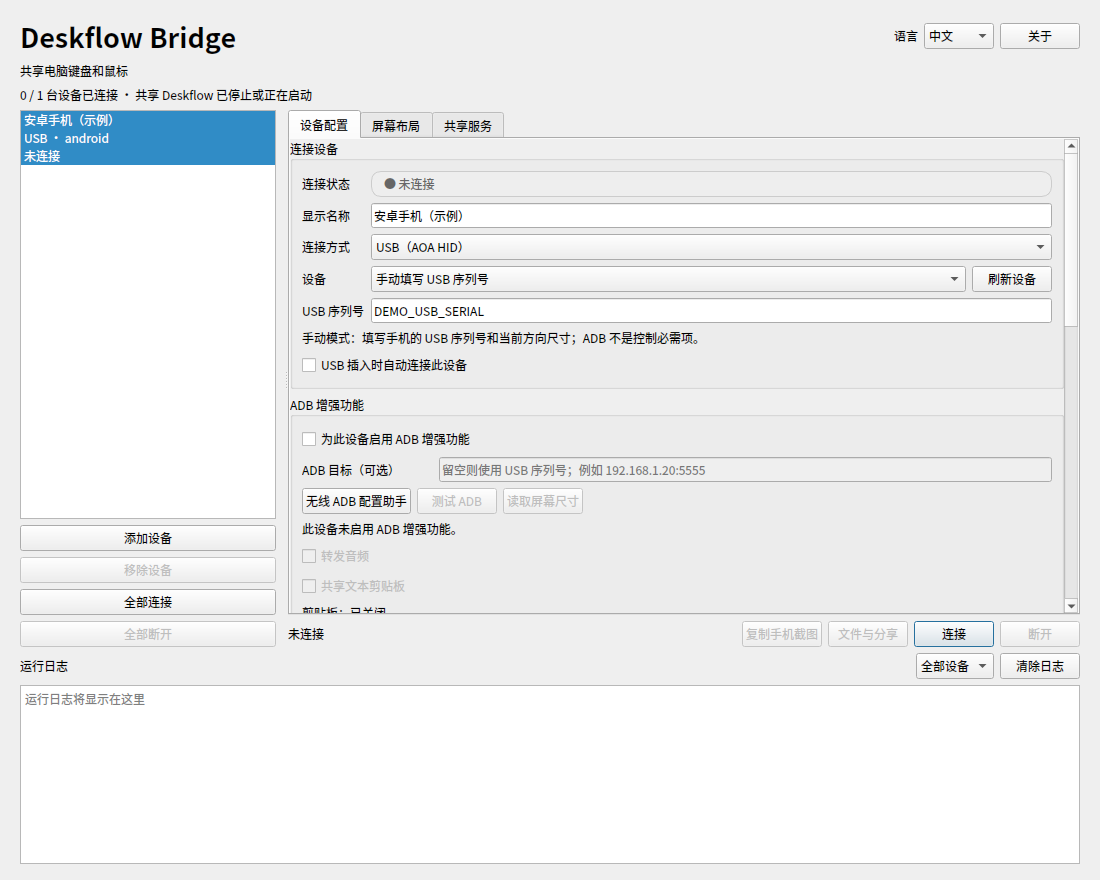 Deskflow Bridge
语言 中文 关于
共享电脑键盘和鼠标
0 / 1 台设备已连接 · 共享 Deskflow 已停止或正在启动
安卓手机（示例）
USB · android
未连接
添加设备
移除设备
全部连接
全部断开
设备配置 屏幕布局 共享服务
连接设备
连接状态 ● 未连接
显示名称 安卓手机（示例）
连接方式 USB（AOA HID）
设备 手动填写 USB 序列号 刷新设备
USB 序列号 DEMO_USB_SERIAL
手动模式：填写手机的 USB 序列号和当前方向尺寸；ADB 不是控制必需项。
USB 插入时自动连接此设备
ADB 增强功能
为此设备启用 ADB 增强功能
ADB 目标（可选） 留空则使用 USB 序列号；例如 192.168.1.20:5555
无线 ADB 配置助手 测试 ADB 读取屏幕尺寸
此设备未启用 ADB 增强功能。
转发音频
共享文本剪贴板
剪贴板：已关闭
未连接 复制手机截图 文件与分享 连接 断开
运行日志 全部设备 清除日志
运行日志将显示在这里